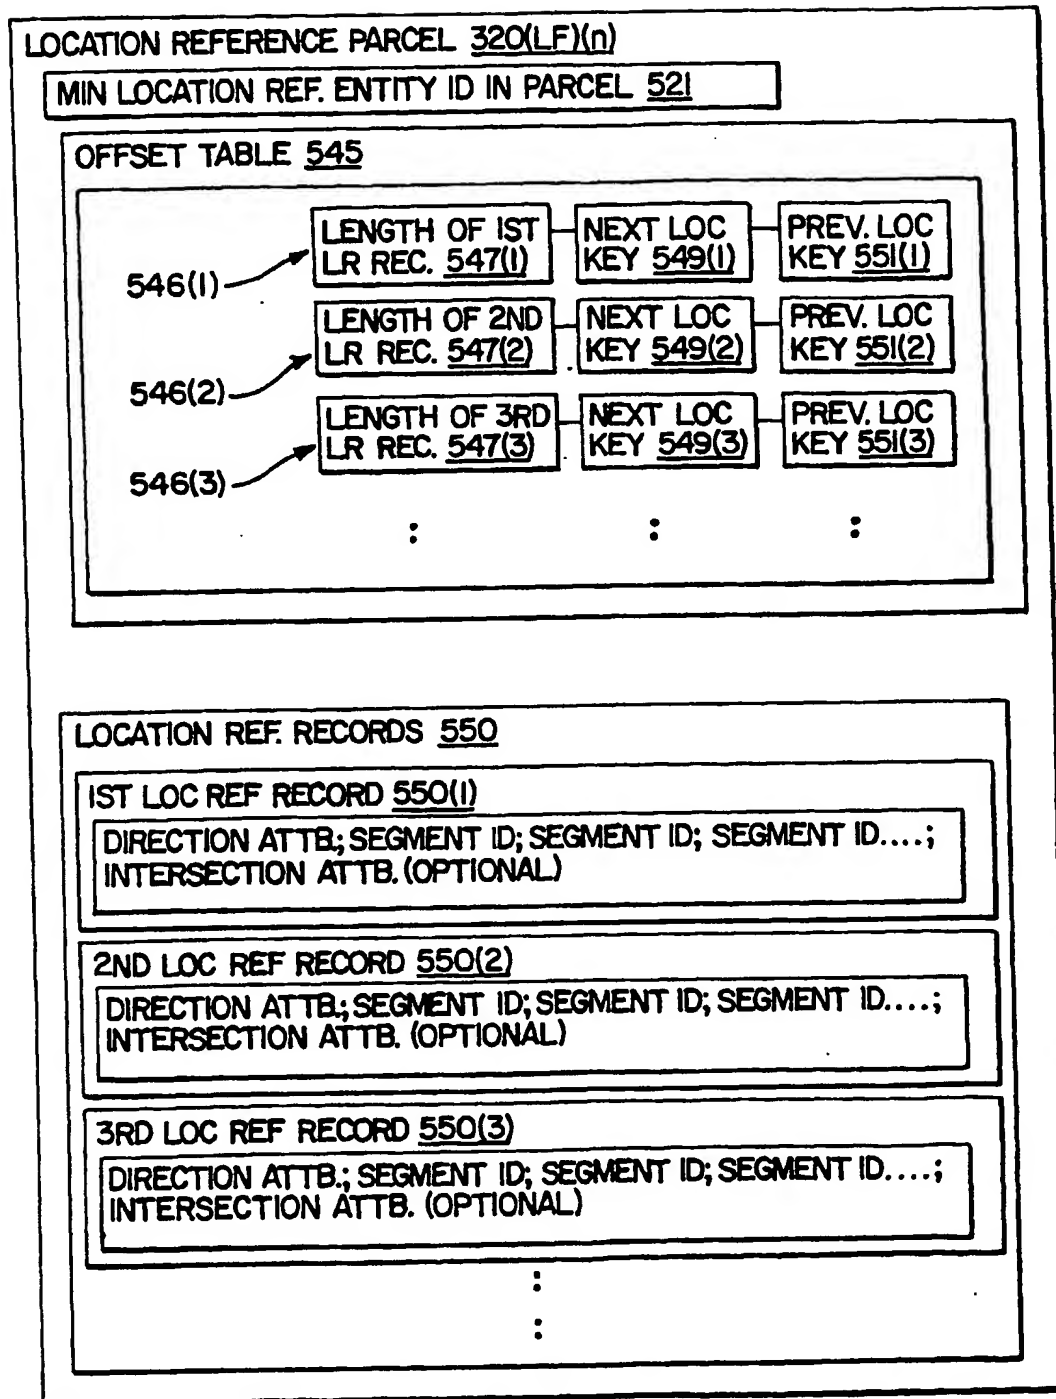 LOCATION REFERENCE PARCEL 320(LF)(n)
MIN LOCATION REF. ENTITY ID IN PARCEL 521
OFFSET TABLE 545
546(1)
LENGTH OF 1ST
LR REC. 547(1)
NEXT LOC
KEY 549(1)
PREV. LOC
KEY 551(1)
546(2)
LENGTH OF 2ND
LR REC. 547(2)
NEXT LOC
KEY 549(2)
PREV. LOC
KEY 551(2)
546(3)
LENGTH OF 3RD
LR REC. 547(3)
NEXT LOC
KEY 549(3)
PREV. LOC
KEY 551(3)
LOCATION REF. RECORDS 550
1ST LOC REF RECORD 550(1)
DIRECTION ATTB.; SEGMENT ID; SEGMENT ID; SEGMENT ID....;
INTERSECTION ATTB. (OPTIONAL)
2ND LOC REF RECORD 550(2)
DIRECTION ATTB.; SEGMENT ID; SEGMENT ID; SEGMENT ID....;
INTERSECTION ATTB. (OPTIONAL)
3RD LOC REF RECORD 550(3)
DIRECTION ATTB.; SEGMENT ID; SEGMENT ID; SEGMENT ID....;
INTERSECTION ATTB. (OPTIONAL)